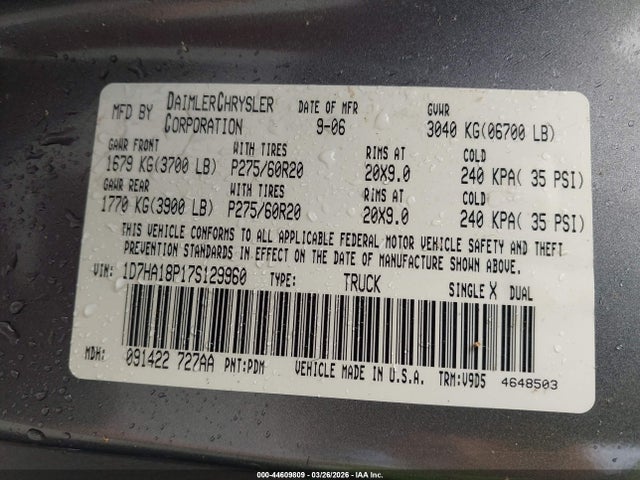 MFD BY DAIMLERCHRYSLER CORPORATION DATE OF MFR 9-06 GVWR 3040 KG(06700 LB)
GAWR FRONT WITH TIRES RIMS AT COLD
1679 KG(3700 LB) P275/60R20 20X9.0 240 KPA( 35 PSI)
GAWR REAR WITH TIRES RIMS AT COLD
1770 KG(3900 LB) P275/60R20 20X9.0 240 KPA( 35 PSI)
THIS VEHICLE CONFORMS TO ALL APPLICABLE FEDERAL MOTOR VEHICLE SAFETY AND THEFT
PREVENTION STANDARDS IN EFFECT ON THE DATE OF MANUFACTURE SHOWN ABOVE.
VIN: 1D7HA18P17S129960 TYPE: TRUCK SINGLE X DUAL
MDH: 091422 727AA PNT:PDM VEHICLE MADE IN U.S.A. TRM:V9D5 4648503
000-44609809 - 03/26/2026 - IAA Inc.